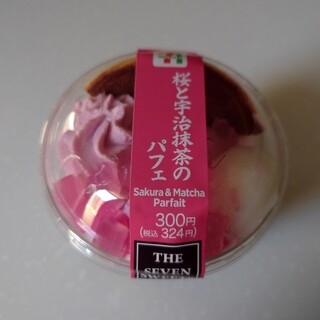 桜と宇治抹茶の
パフェ
Sakura & Matcha
Parfait
300円
(税込 324円)
THE
SEVEN
SWEETS